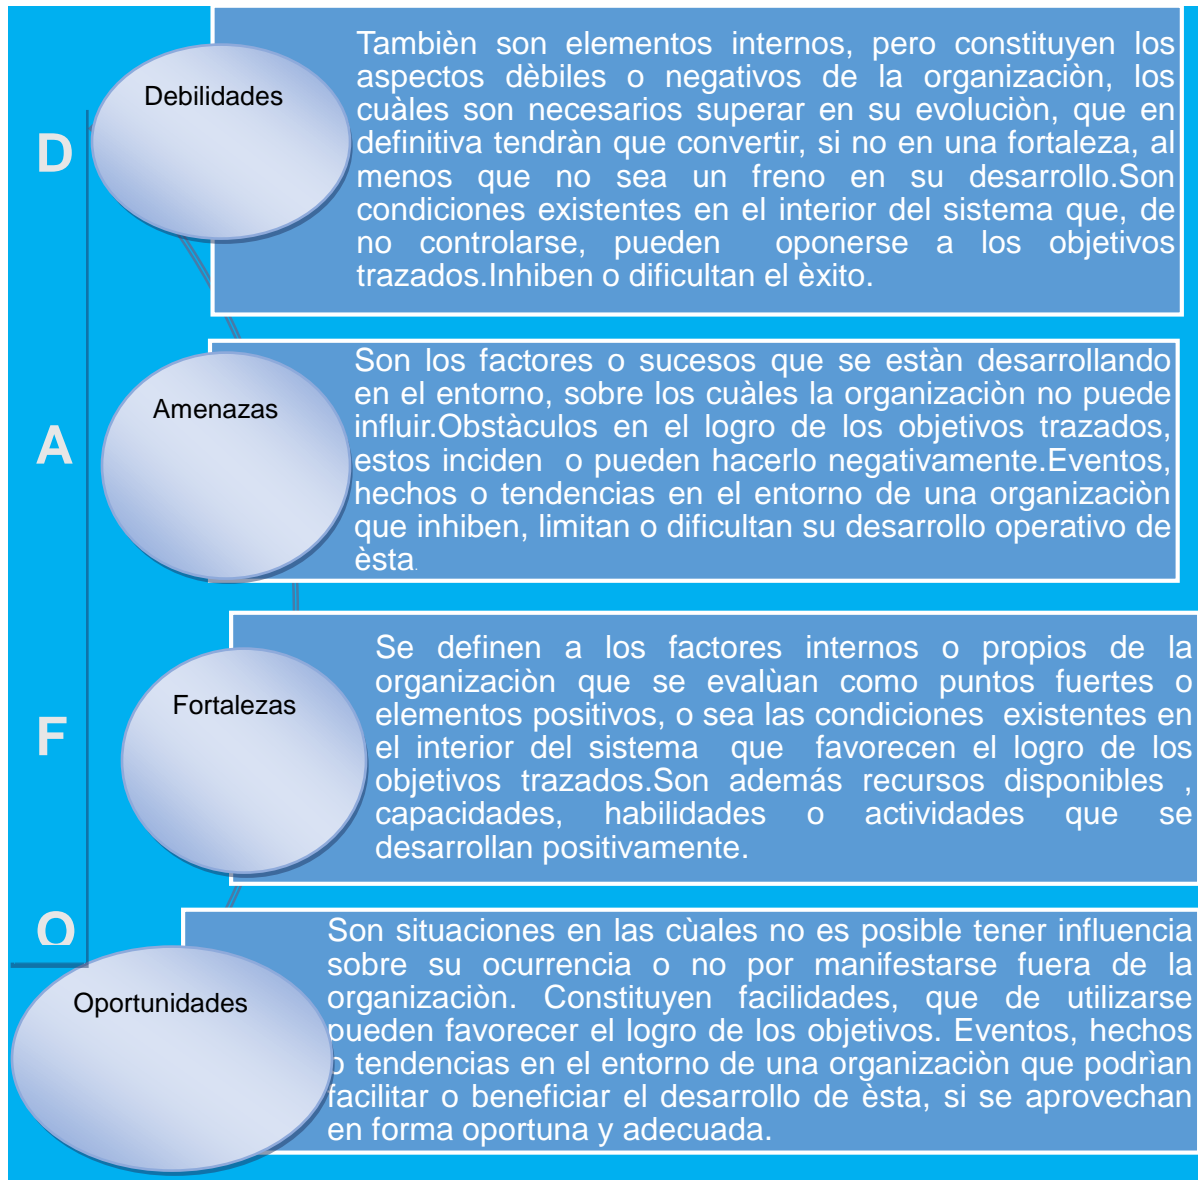 D
Debilidades
Tambièn son elementos internos, pero constituyen los
aspectos dèbiles o negativos de la organizaciòn, los
cuàles son necesarios superar en su evoluciòn, que en
definitiva tendràn que convertir, si no en una fortaleza, al
menos que no sea un freno en su desarrollo.Son
condiciones existentes en el interior del sistema que, de
no controlarse, pueden oponerse a los objetivos
trazados.Inhiben o dificultan el èxito.
A
Amenazas
Son los factores o sucesos que se estàn desarrollando
en el entorno, sobre los cuàles la organizaciòn no puede
influir.Obstàculos en el logro de los objetivos trazados,
estos inciden o pueden hacerlo negativamente.Eventos,
hechos o tendencias en el entorno de una organizaciòn
que inhiben, limitan o dificultan su desarrollo operativo de
èsta.
F
Fortalezas
Se definen a los factores internos o propios de la
organizaciòn que se evalùan como puntos fuertes o
elementos positivos, o sea las condiciones existentes en
el interior del sistema que favorecen el logro de los
objetivos trazados.Son además recursos disponibles ,
capacidades, habilidades o actividades que se
desarrollan positivamente.
O
Oportunidades
Son situaciones en las cùales no es posible tener influencia
sobre su ocurrencia o no por manifestarse fuera de la
organizaciòn. Constituyen facilidades, que de utilizarse
pueden favorecer el logro de los objetivos. Eventos, hechos
o tendencias en el entorno de una organizaciòn que podrìan
facilitar o beneficiar el desarrollo de èsta, si se aprovechan
en forma oportuna y adecuada.